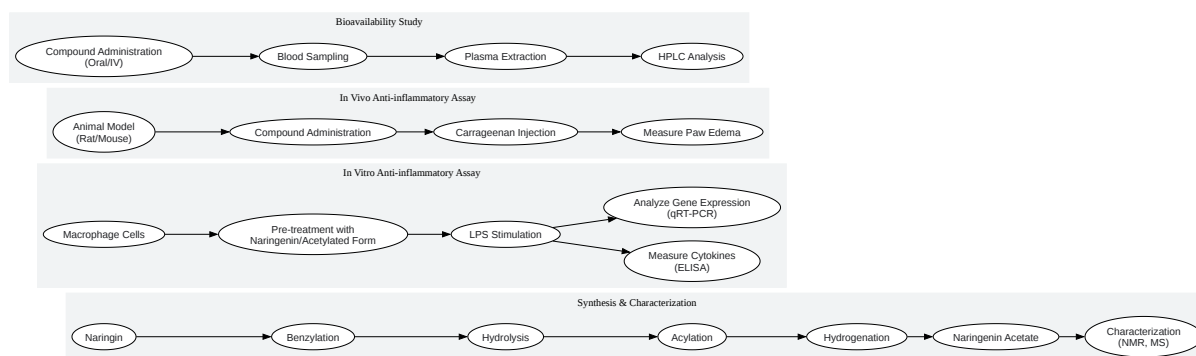 Bioavailability Study
Compound Administration
(Oral/IV)
Blood Sampling
Plasma Extraction
HPLC Analysis
In Vivo Anti-inflammatory Assay
Animal Model
(Rat/Mouse)
Compound Administration
Carrageenan Injection
Measure Paw Edema
In Vitro Anti-inflammatory Assay
Macrophage Cells
Pre-treatment with
Naringenin/Acetylated Form
LPS Stimulation
Analyze Gene Expression
(qRT-PCR)
Measure Cytokines
(ELISA)
Synthesis & Characterization
Naringin
Benzylation
Hydrolysis
Acylation
Hydrogenation
Naringenin Acetate
Characterization
(NMR, MS)